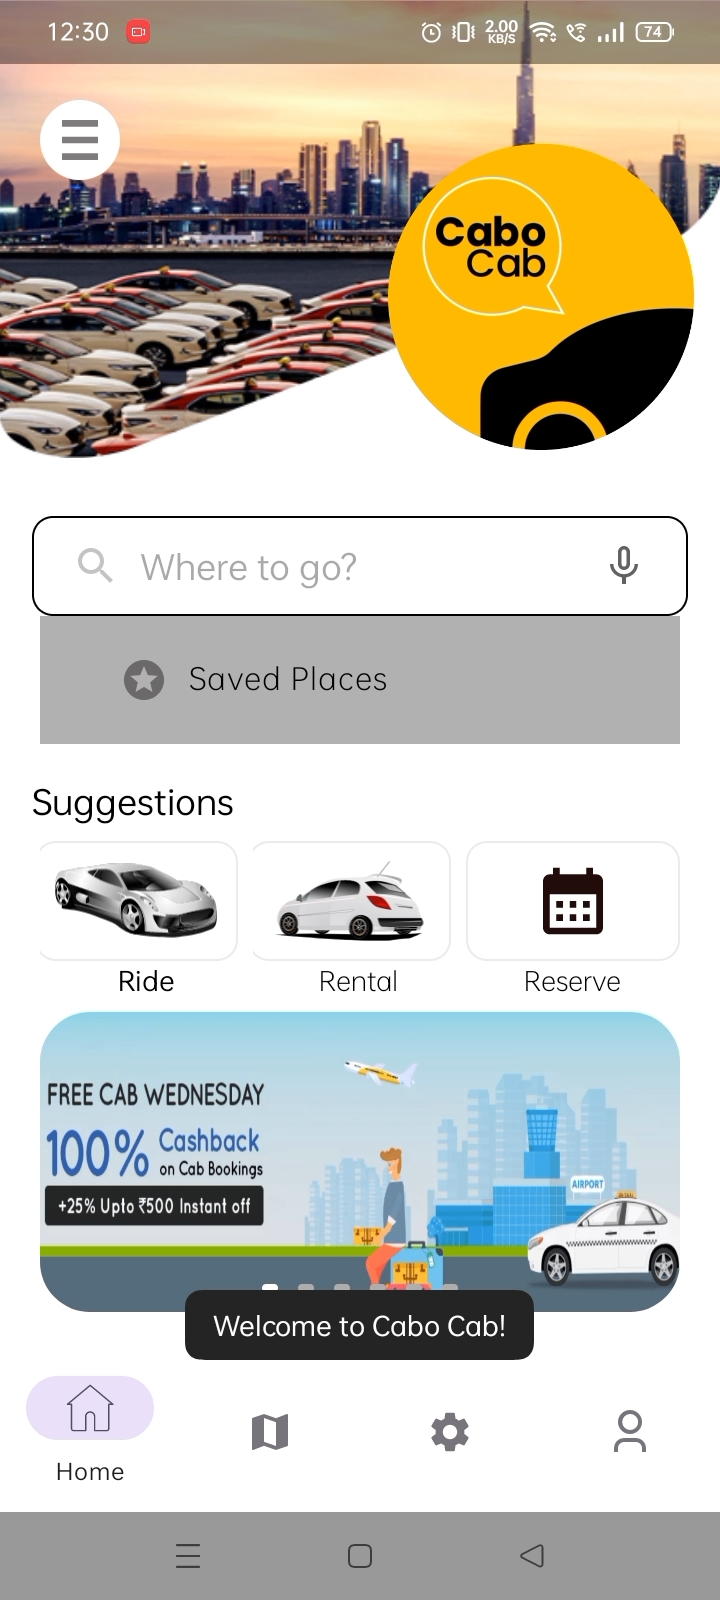 12:30
2.00
KB/S
74
Cabo
Cab
Where to go?
Saved Places
Suggestions
Ride
Rental
Reserve
FREE CAB WEDNESDAY
100% Cashback
on Cab Bookings
+25% Upto ₹500 Instant off
AIRPORT
Welcome to Cabo Cab!
Home